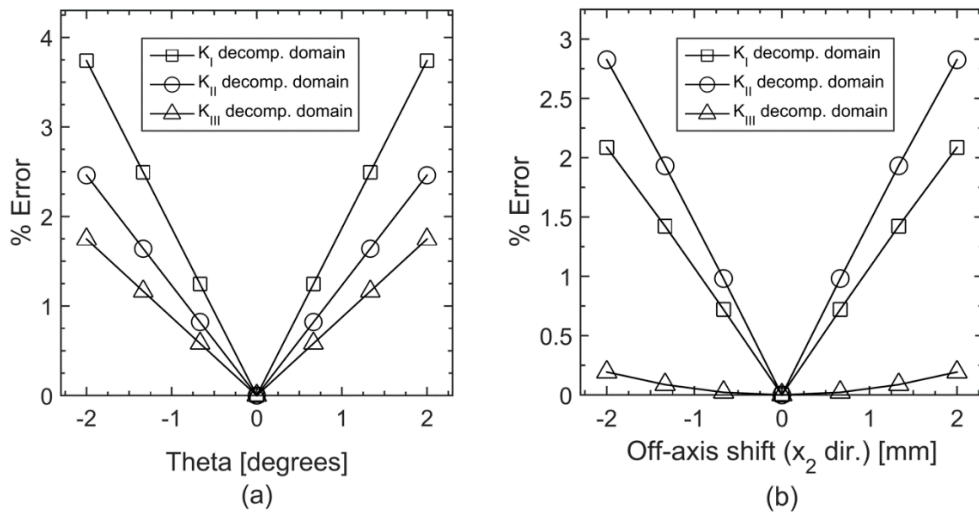 4
3
2
1
0
% Error
K_I decomp. domain
K_II decomp. domain
K_III decomp. domain
-2 -1 0 1 2
Theta [degrees]
(a)
3
2.5
2
1.5
1
0.5
0
% Error
K_I decomp. domain
K_II decomp. domain
K_III decomp. domain
-2 -1 0 1 2
Off-axis shift (x_2 dir.) [mm]
(b)